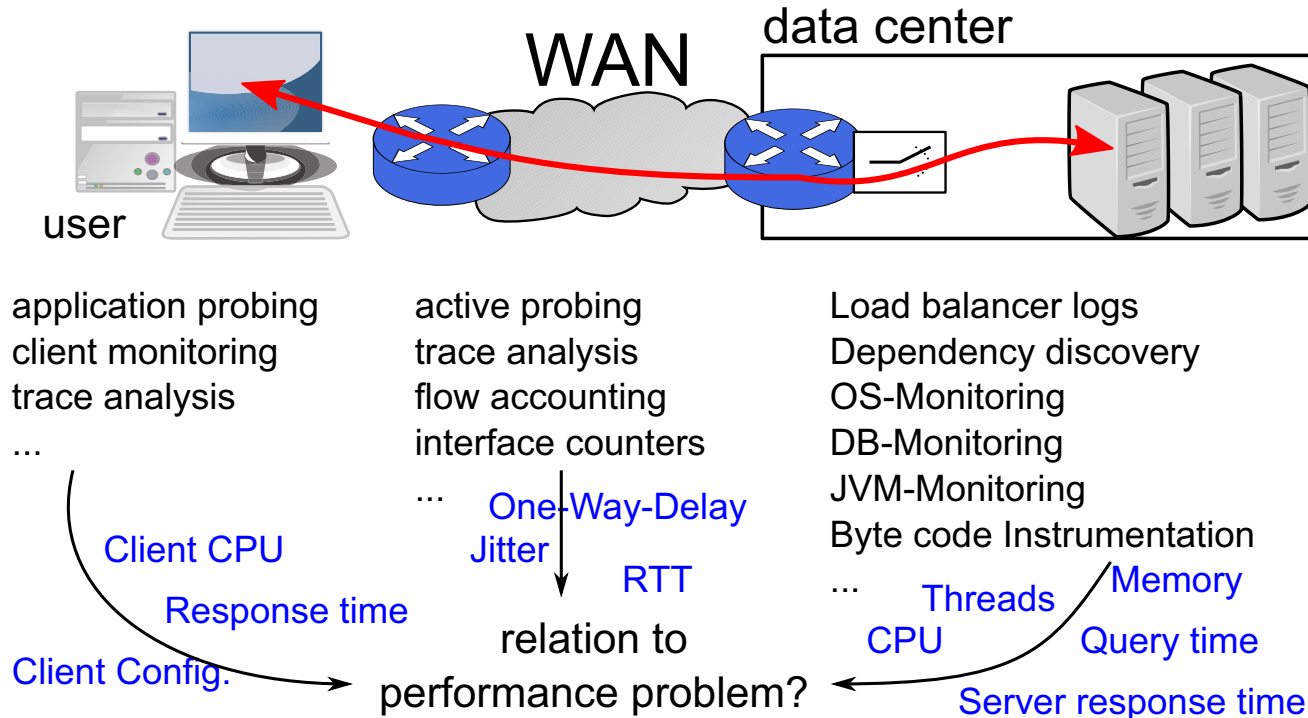 WAN
data center
user
application probing
client monitoring
trace analysis
...
active probing
trace analysis
flow accounting
interface counters
...
Load balancer logs
Dependency discovery
OS-Monitoring
DB-Monitoring
JVM-Monitoring
Byte code Instrumentation
...
Client CPU
Response time
Client Config.
One-Way-Delay
Jitter
RTT
Threads
Memory
CPU
Query time
Server response time
relation to
performance problem?